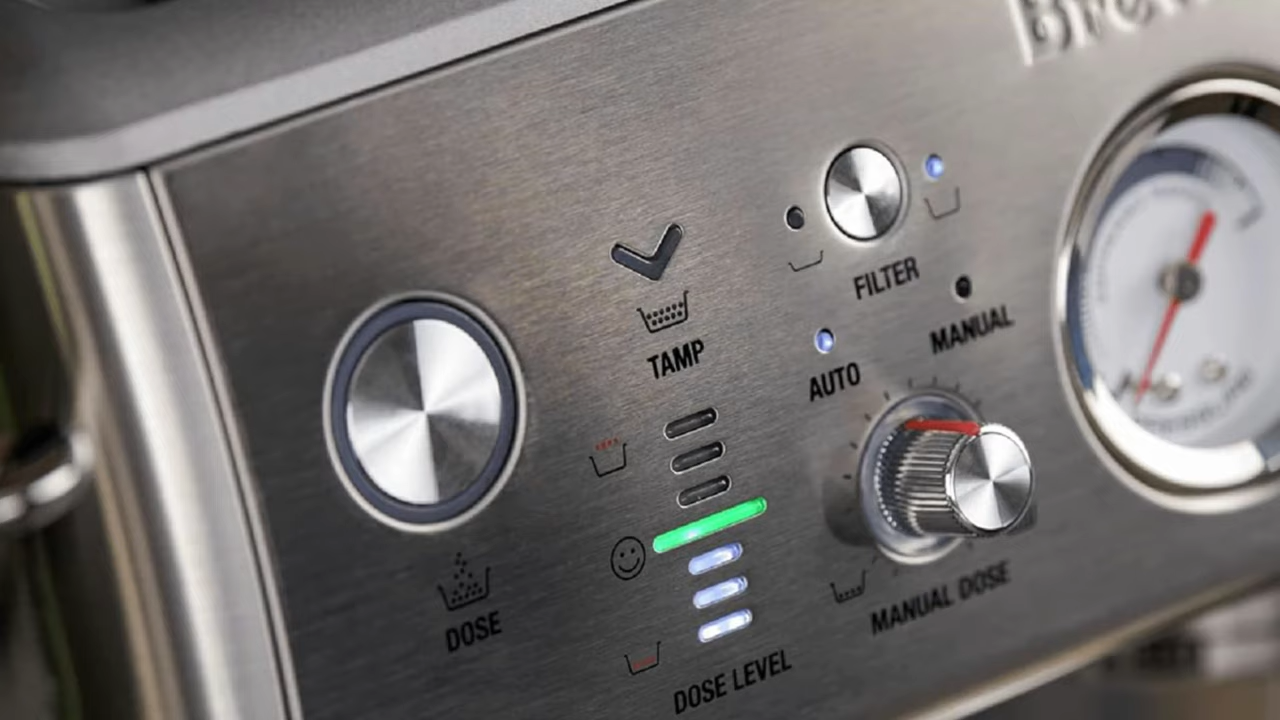 FILTER
MANUAL
TAMP
AUTO
DOSE
MANUAL DOSE
DOSE LEVEL